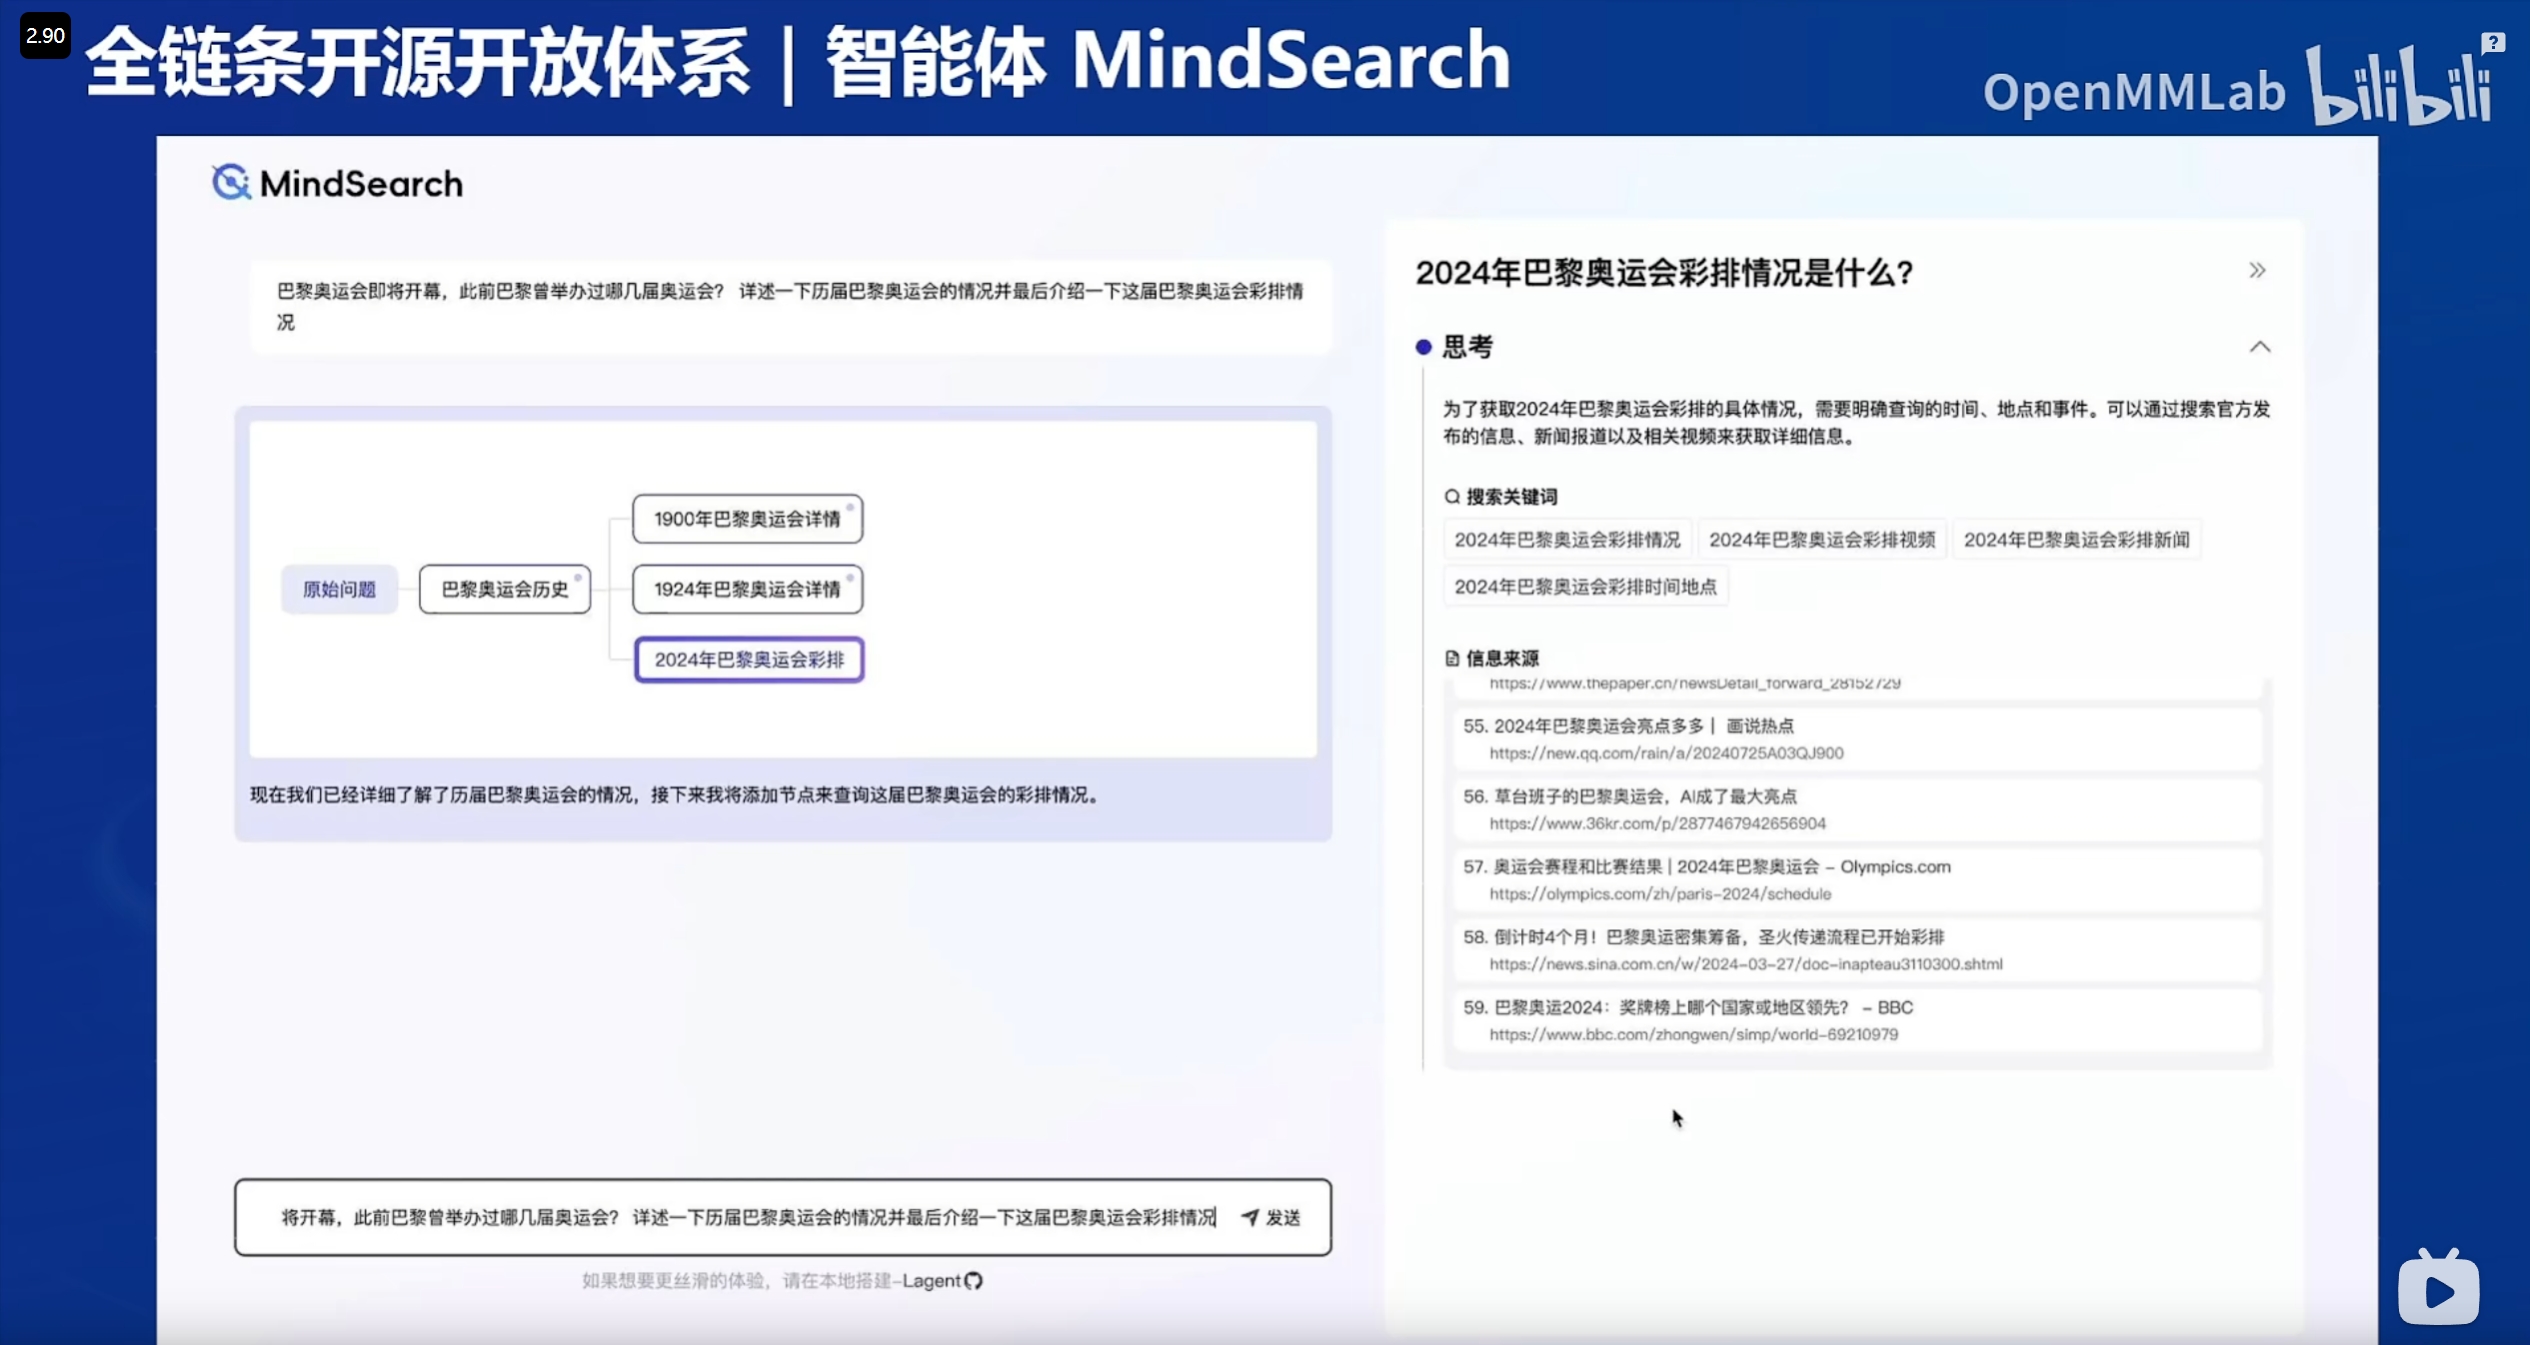 2.90
全链条开源开放体系 | 智能体 MindSearch
OpenMMLab bilibili
MindSearch
巴黎奥运会即将开幕，此前巴黎曾举办过哪几届奥运会？ 详述一下历届巴黎奥运会的情况并最后介绍一下这届巴黎奥运会彩排情
况
原始问题
巴黎奥运会历史
1900年巴黎奥运会详情
1924年巴黎奥运会详情
2024年巴黎奥运会彩排
现在我们已经详细了解了历届巴黎奥运会的情况，接下来我将添加节点来查询这届巴黎奥运会的彩排情况。
将开幕，此前巴黎曾举办过哪几届奥运会？ 详述一下历届巴黎奥运会的情况并最后介绍一下这届巴黎奥运会彩排情况
发送
如果想要更丝滑的体验，请在本地搭建-Lagent
2024年巴黎奥运会彩排情况是什么?
思考
为了获取2024年巴黎奥运会彩排的具体情况，需要明确查询的时间、地点和事件。可以通过搜索官方发
布的信息、新闻报道以及相关视频来获取详细信息。
搜索关键词
2024年巴黎奥运会彩排情况 2024年巴黎奥运会彩排视频 2024年巴黎奥运会彩排新闻
2024年巴黎奥运会彩排时间地点
信息来源
https://www.thepaper.cn/newsDetail_forward_28152729
55. 2024年巴黎奥运会亮点多多丨 画说热点
https://new.qq.com/rain/a/20240725A03QJ900
56. 草台班子的巴黎奥运会，AI成了最大亮点
https://www.36kr.com/p/2877467942656904
57. 奥运会赛程和比赛结果 | 2024年巴黎奥运会 – Olympics.com
https://olympics.com/zh/paris-2024/schedule
58. 倒计时4个月！巴黎奥运密集筹备，圣火传递流程已开始彩排
https://news.sina.com.cn/w/2024-03-27/doc-inapteau3110300.shtml
59. 巴黎奥运2024：奖牌榜上哪个国家或地区领先？ – BBC
https://www.bbc.com/zhongwen/simp/world-69210979